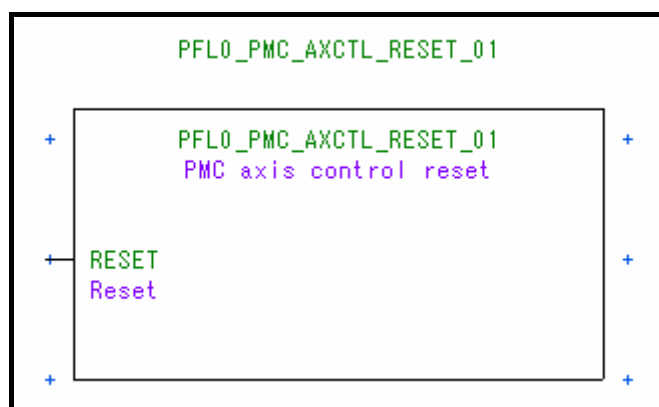 PFL0_PMC_AXCTL_RESET_01
PFL0_PMC_AXCTL_RESET_01
PMC axis control reset
RESET
Reset